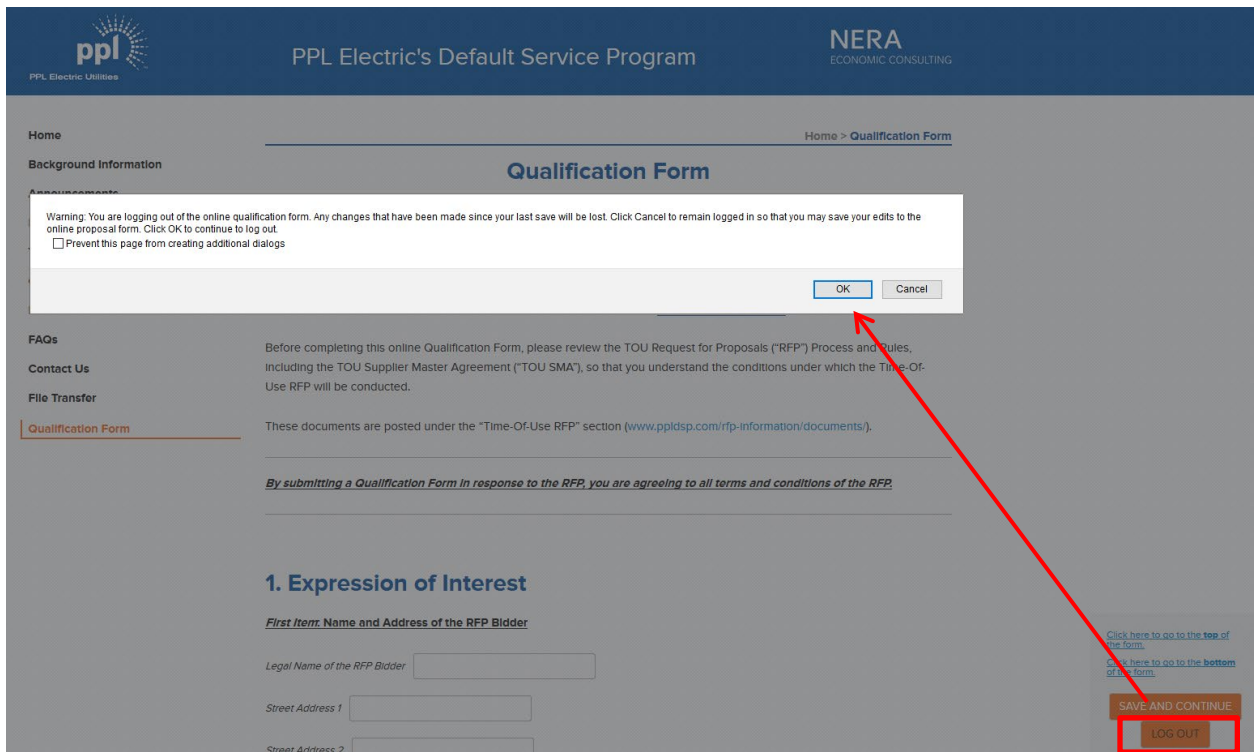 ppl
PPL Electric Utilities
PPL Electric's Default Service Program
NERA
ECONOMIC CONSULTING
Home
Background Information
Announcements
Home > Qualification Form
Qualification Form
Warning: You are logging out of the online qualification form. Any changes that have been made since your last save will be lost. Click Cancel to remain logged in so that you may save your edits to the
online proposal form. Click OK to continue to log out.
Prevent this page from creating additional dialogs
OK Cancel
FAQs
Contact Us
File Transfer
Qualification Form
Before completing this online Qualification Form, please review the TOU Request for Proposals (“RFP”) Process and Rules,
including the TOU Supplier Master Agreement (“TOU SMA”), so that you understand the conditions under which the Time-Of-
Use RFP will be conducted.
These documents are posted under the “Time-Of-Use RFP” section (www.ppldsp.com/rfp-information/documents/).
By submitting a Qualification Form in response to the RFP, you are agreeing to all terms and conditions of the RFP.
1. Expression of Interest
First Item: Name and Address of the RFP Bidder
Legal Name of the RFP Bidder
Street Address 1
Street Address 2
Click here to go to the top of
the form.
Click here to go to the bottom
of the form.
SAVE AND CONTINUE
LOG OUT